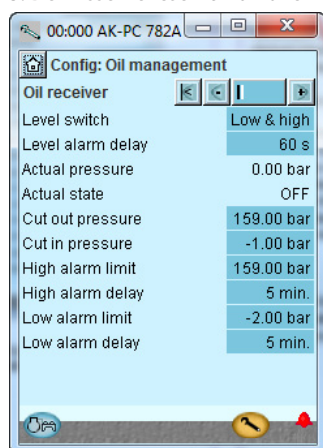 00:000 AK-PC 782A
Config: Oil management
Oil receiver
Level switch Low & high
Level alarm delay 60 s
Actual pressure 0.00 bar
Actual state OFF
Cut out pressure 159.00 bar
Cut in pressure -1.00 bar
High alarm limit 159.00 bar
High alarm delay 5 min.
Low alarm limit -2.00 bar
Low alarm delay 5 min.